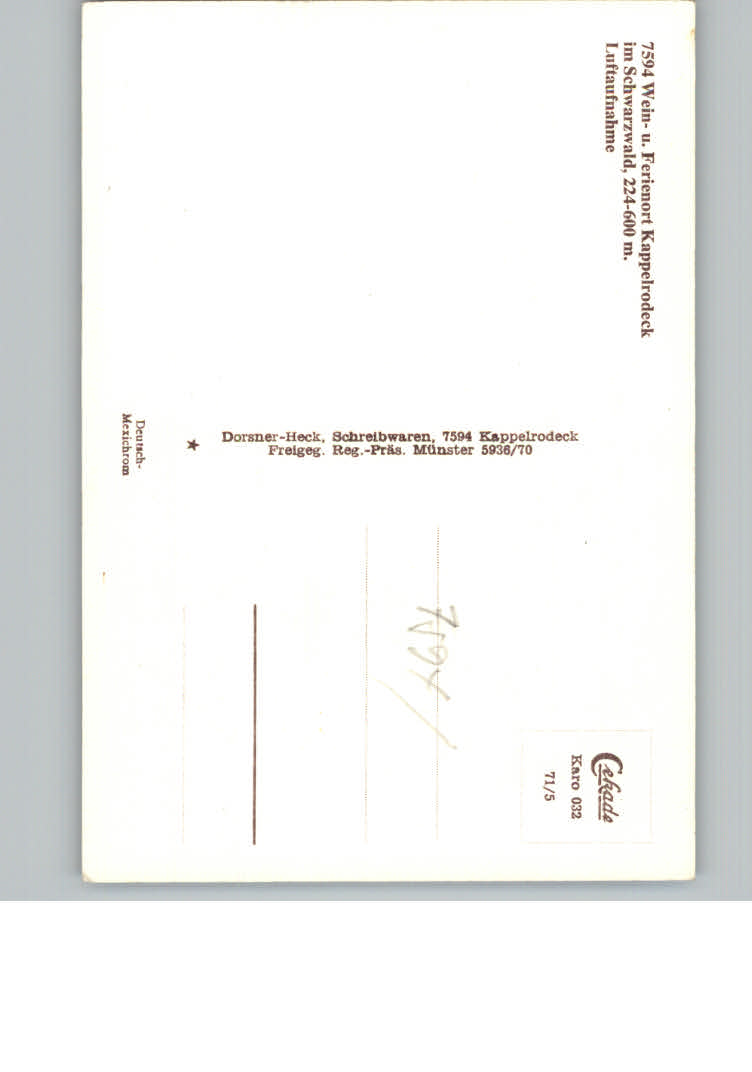 7594 Wein- u. Ferienort Kappelrodeck
im Schwarzwald, 224-600 m.
Luftaufnahme
Dorsner-Heck, Schreibwaren, 7594 Kappelrodeck
Freigeg. Reg.-Präs. Münster 5936/70
Deutsch-
Mexichrom
Cekade
Karo 032
71/5
7594/